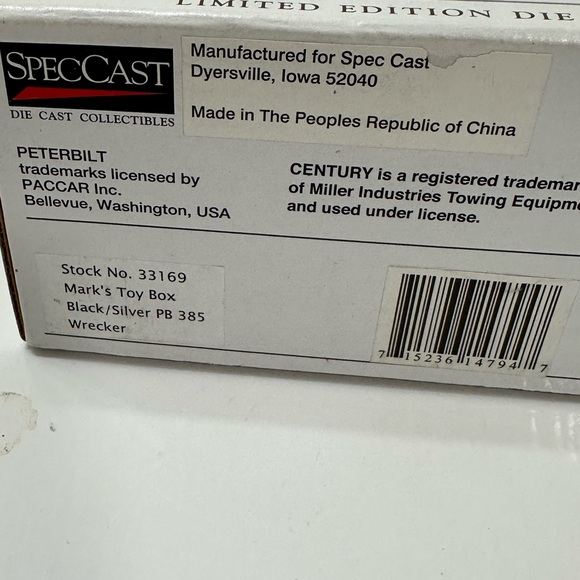 LIMITED EDITION DIE
SPECCAST
DIE CAST COLLECTIBLES
Manufactured for Spec Cast
Dyersville, Iowa 52040
Made in The Peoples Republic of China
PETERBILT
trademarks licensed by
PACCAR Inc.
Bellevue, Washington, USA
CENTURY is a registered trademar
of Miller Industries Towing Equipme
and used under license.
Stock No. 33169
Mark's Toy Box
Black/Silver PB 385
Wrecker
7 15236 14794 7